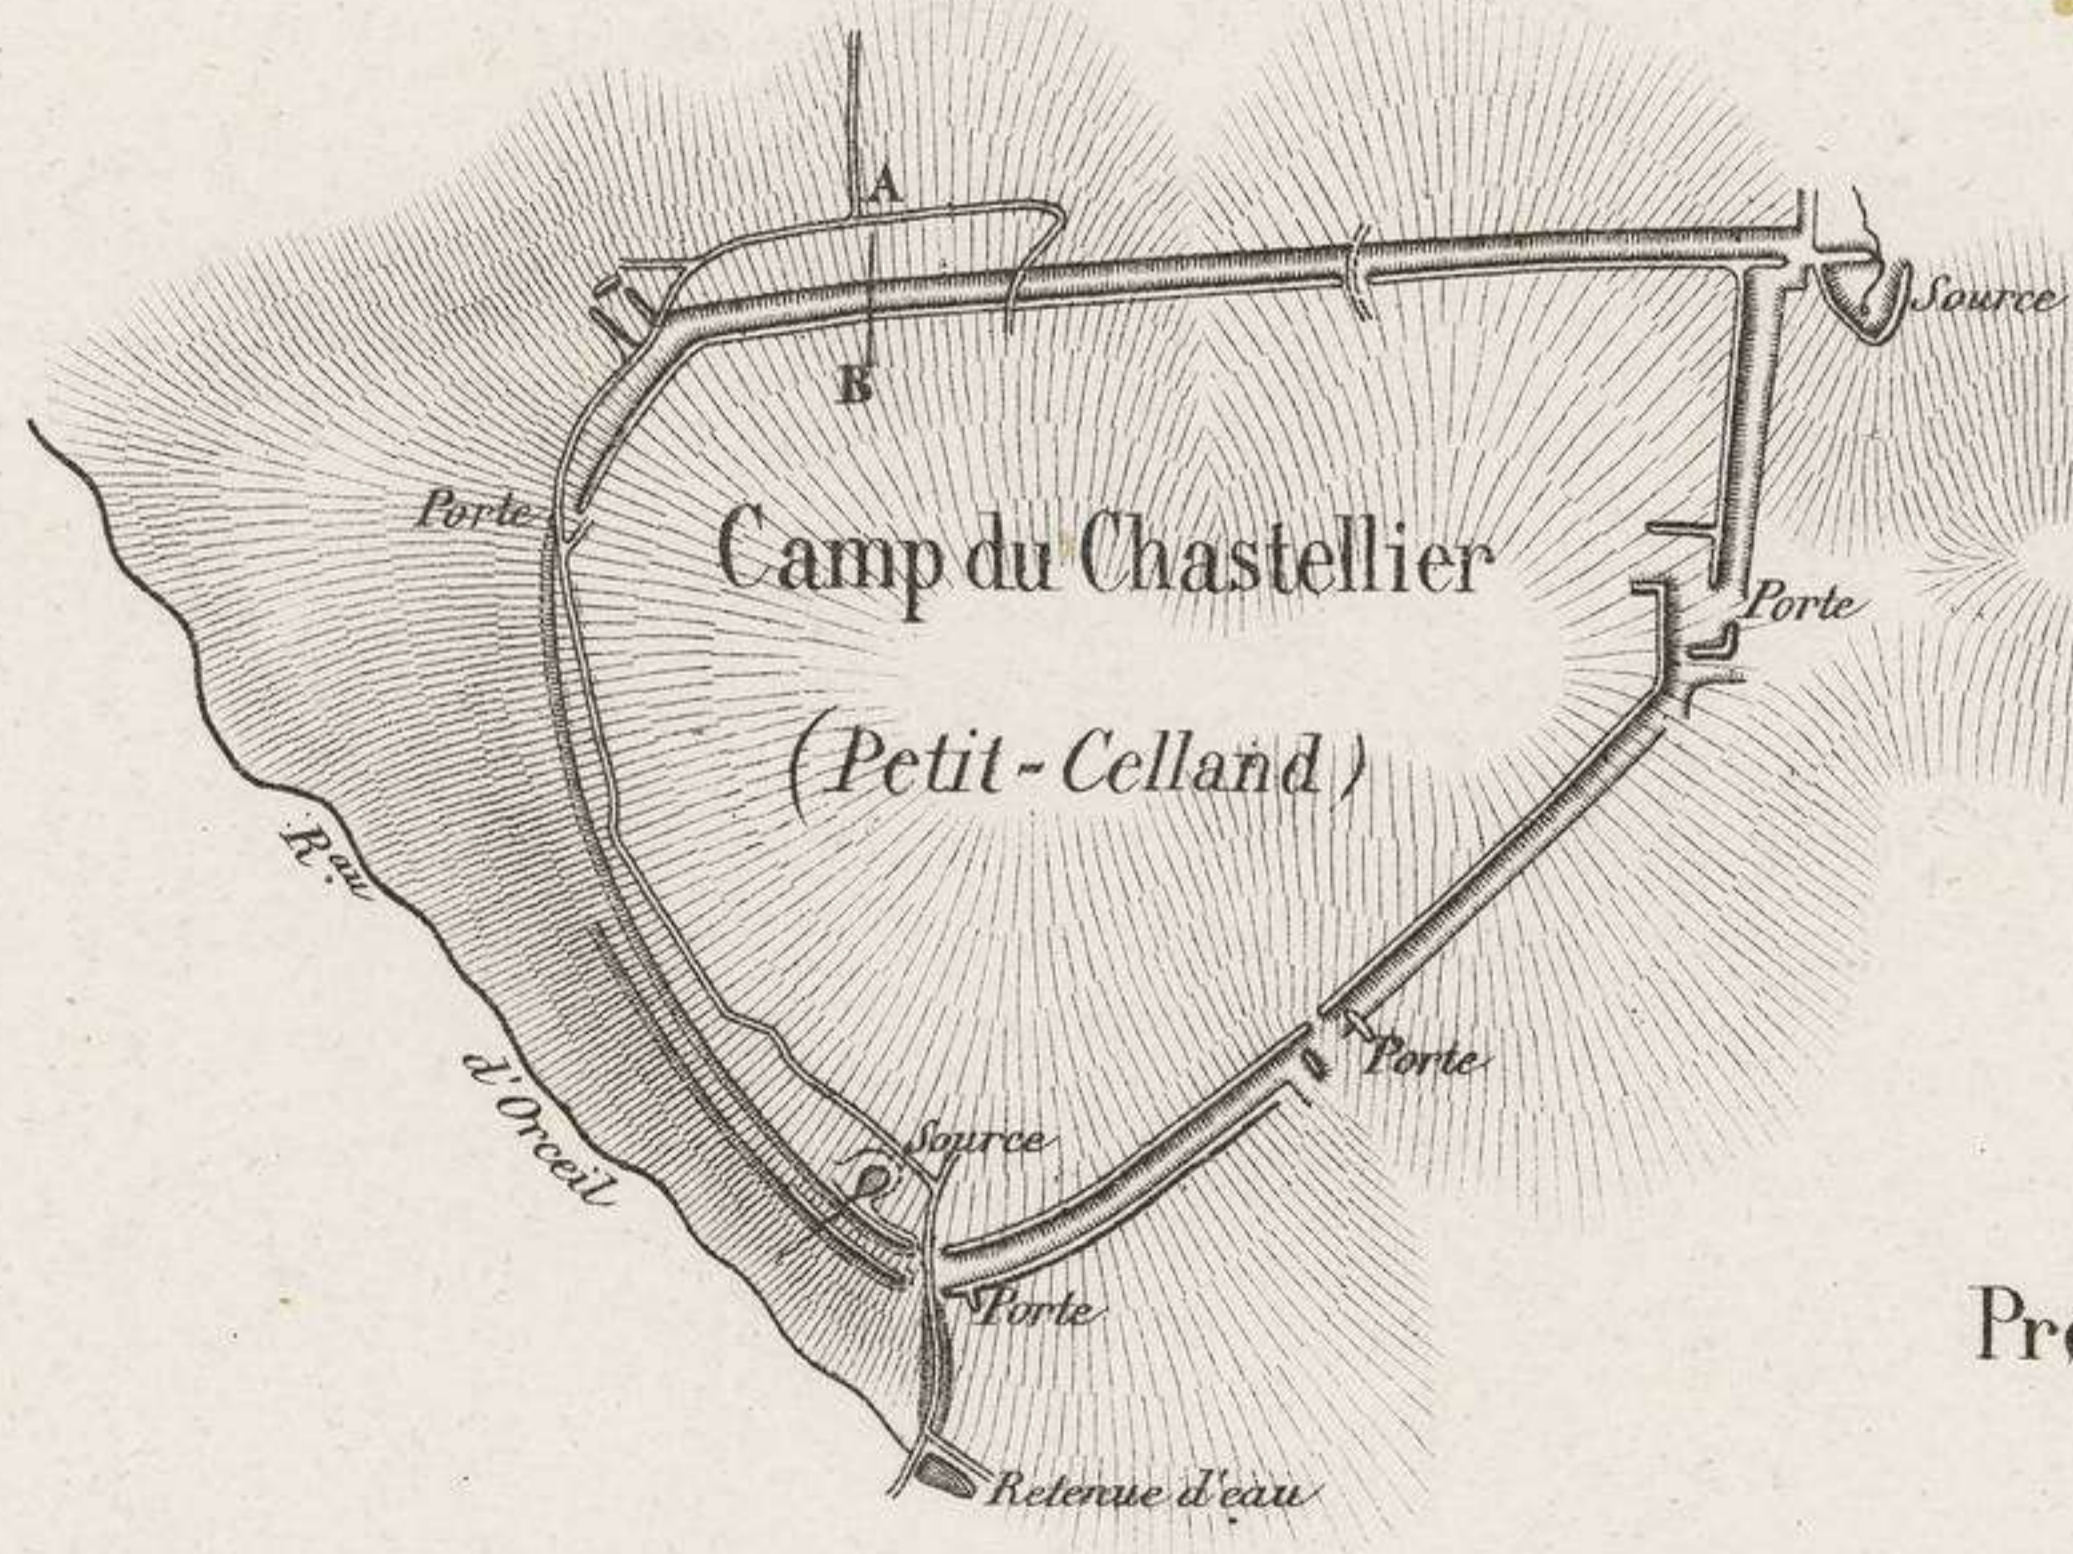 A
Source
B
Porte
Camp du Chastellier
Porte
(Petit-Celland)
R.au
d'Orceil
Porte
Source
Porte
Retenue d'eau